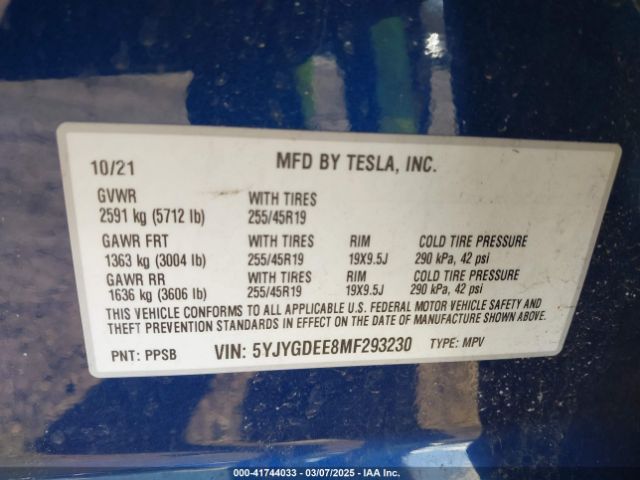 10/21 MFD BY TESLA, INC.
GVWR WITH TIRES
2591 kg (5712 lb) 255/45R19
GAWR FRT WITH TIRES RIM COLD TIRE PRESSURE
1363 kg (3004 lb) 255/45R19 19X9.5J 290 kPa, 42 psi
GAWR RR WITH TIRES RIM COLD TIRE PRESSURE
1636 kg (3606 lb) 255/45R19 19X9.5J 290 kPa, 42 psi
THIS VEHICLE CONFORMS TO ALL APPLICABLE U.S. FEDERAL MOTOR VEHICLE SAFETY AND
THEFT PREVENTION STANDARDS IN EFFECT ON THE DATE OF MANUFACTURE SHOWN ABOVE.
PNT: PPSB VIN: 5YJYGDEE8MF293230 TYPE: MPV
000-41744033 — 03/07/2025 — IAA Inc.